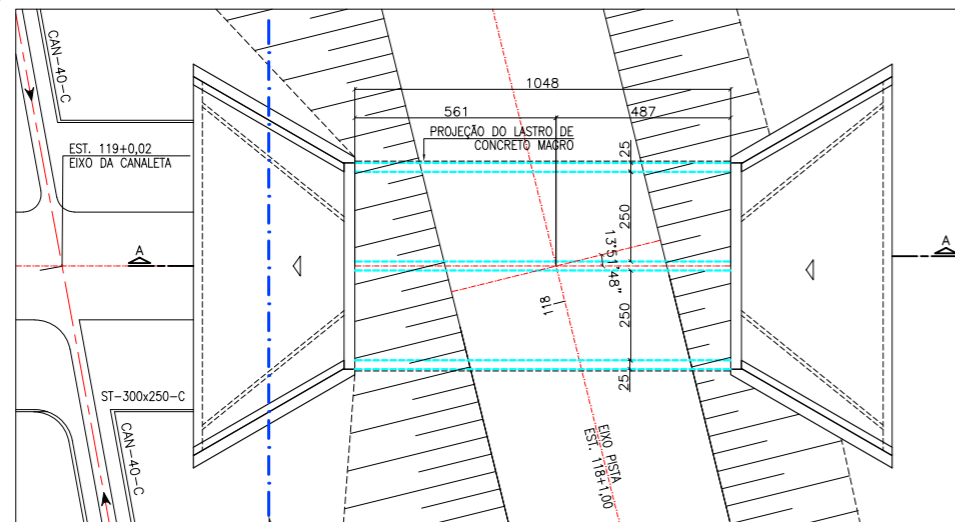 CAN-40-C
1048
561
487
PROJEÇÃO DO LASTRO DE
CONCRETO MAGRO
25
EST. 119+0,02
EIXO DA CANALETA
250
A
A
13°51'48"
118
250
25
ST-300x250-C
CAN-40-C
EIXO PISTA
EST. 118+1,00